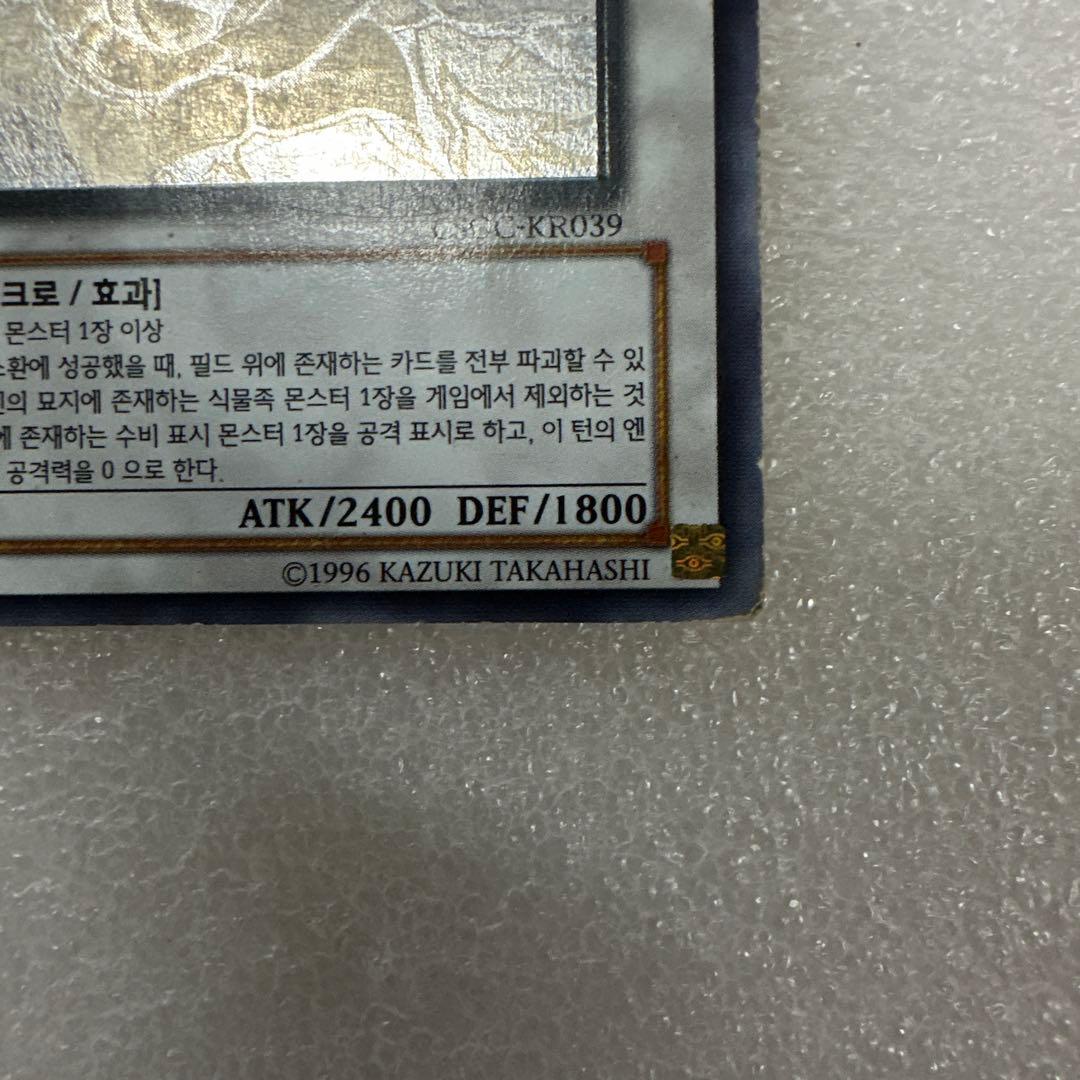 -KR039
크로 / 효과]
몬스터 1장 이상
소환에 성공했을 때, 필드 위에 존재하는 카드를 전부 파괴할 수 있
의 묘지에 존재하는 식물족 몬스터 1장을 게임에서 제외하는 것
에 존재하는 수비 표시 몬스터 1장을 공격 표시로 하고, 이 턴의 엔
공격력을 0 으로 한다.
ATK/2400 DEF/1800
©1996 KAZUKI TAKAHASHI